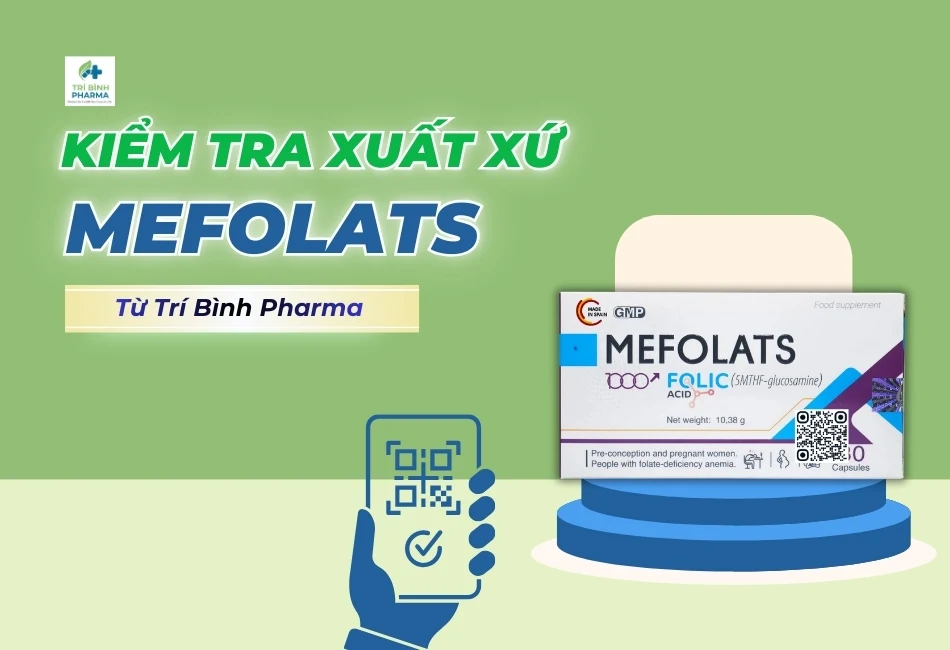 TRÍ BÌNH
PHARMA
KIỂM TRA XUẤT XỨ
MEFOLATS
Từ Trí Bình Pharma
MADE
IN SPAIN
GMP
Food supplement
MEFOLATS
1000
FOLIC (5MTHF-glucosamine)
ACID
Net weight: 10,38 g
Pre-conception and pregnant women.
People with folate-deficiency anemia.
30
Capsules